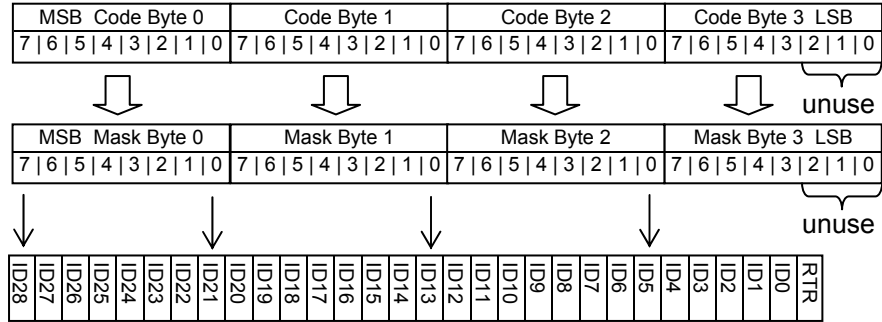 MSB Code Byte 0 Code Byte 1 Code Byte 2 Code Byte 3 LSB
7|6|5|4|3|2|1|0 7|6|5|4|3|2|1|0 7|6|5|4|3|2|1|0 7|6|5|4|3|2|1|0
unuse
MSB Mask Byte 0 Mask Byte 1 Mask Byte 2 Mask Byte 3 LSB
7|6|5|4|3|2|1|0 7|6|5|4|3|2|1|0 7|6|5|4|3|2|1|0 7|6|5|4|3|2|1|0
unuse
ID28 ID27 ID26 ID25 ID24 ID23 ID22 ID21 ID20 ID19 ID18 ID17 ID16 ID15 ID14 ID13 ID12 ID11 ID10 ID9 ID8 ID7 ID6 ID5 ID4 ID3 ID2 ID1 ID0 RTR